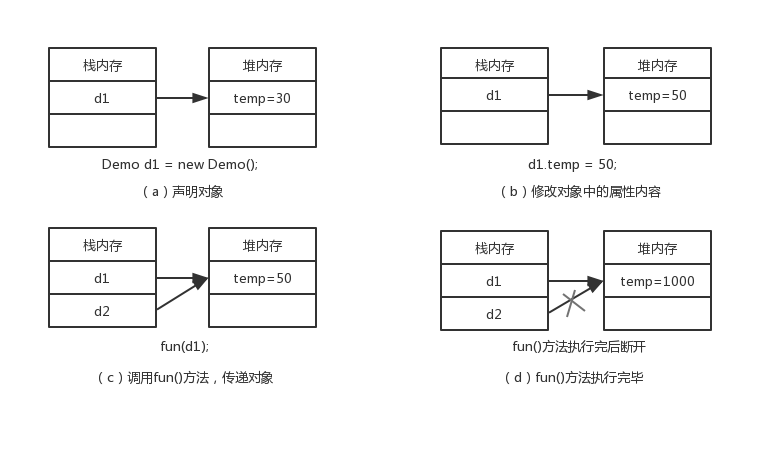 栈内存 堆内存
d1 temp=30
Demo d1 = new Demo();
（a）声明对象
栈内存 堆内存
d1 temp=50
d1.temp = 50;
（b）修改对象中的属性内容
栈内存 堆内存
d1 temp=50
d2
fun(d1);
（c）调用fun()方法，传递对象
栈内存 堆内存
d1 temp=1000
d2
fun()方法执行完后断开
（d）fun()方法执行完毕